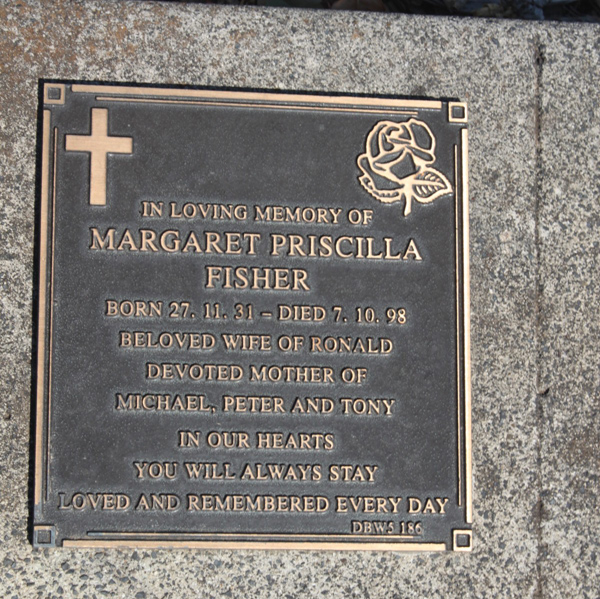 IN LOVING MEMORY OF
MARGARET PRISCILLA
FISHER
BORN 27. 11. 31 – DIED 7. 10. 98
BELOVED WIFE OF RONALD
DEVOTED MOTHER OF
MICHAEL, PETER AND TONY
IN OUR HEARTS
YOU WILL ALWAYS STAY
LOVED AND REMEMBERED EVERY DAY
DBW5 186